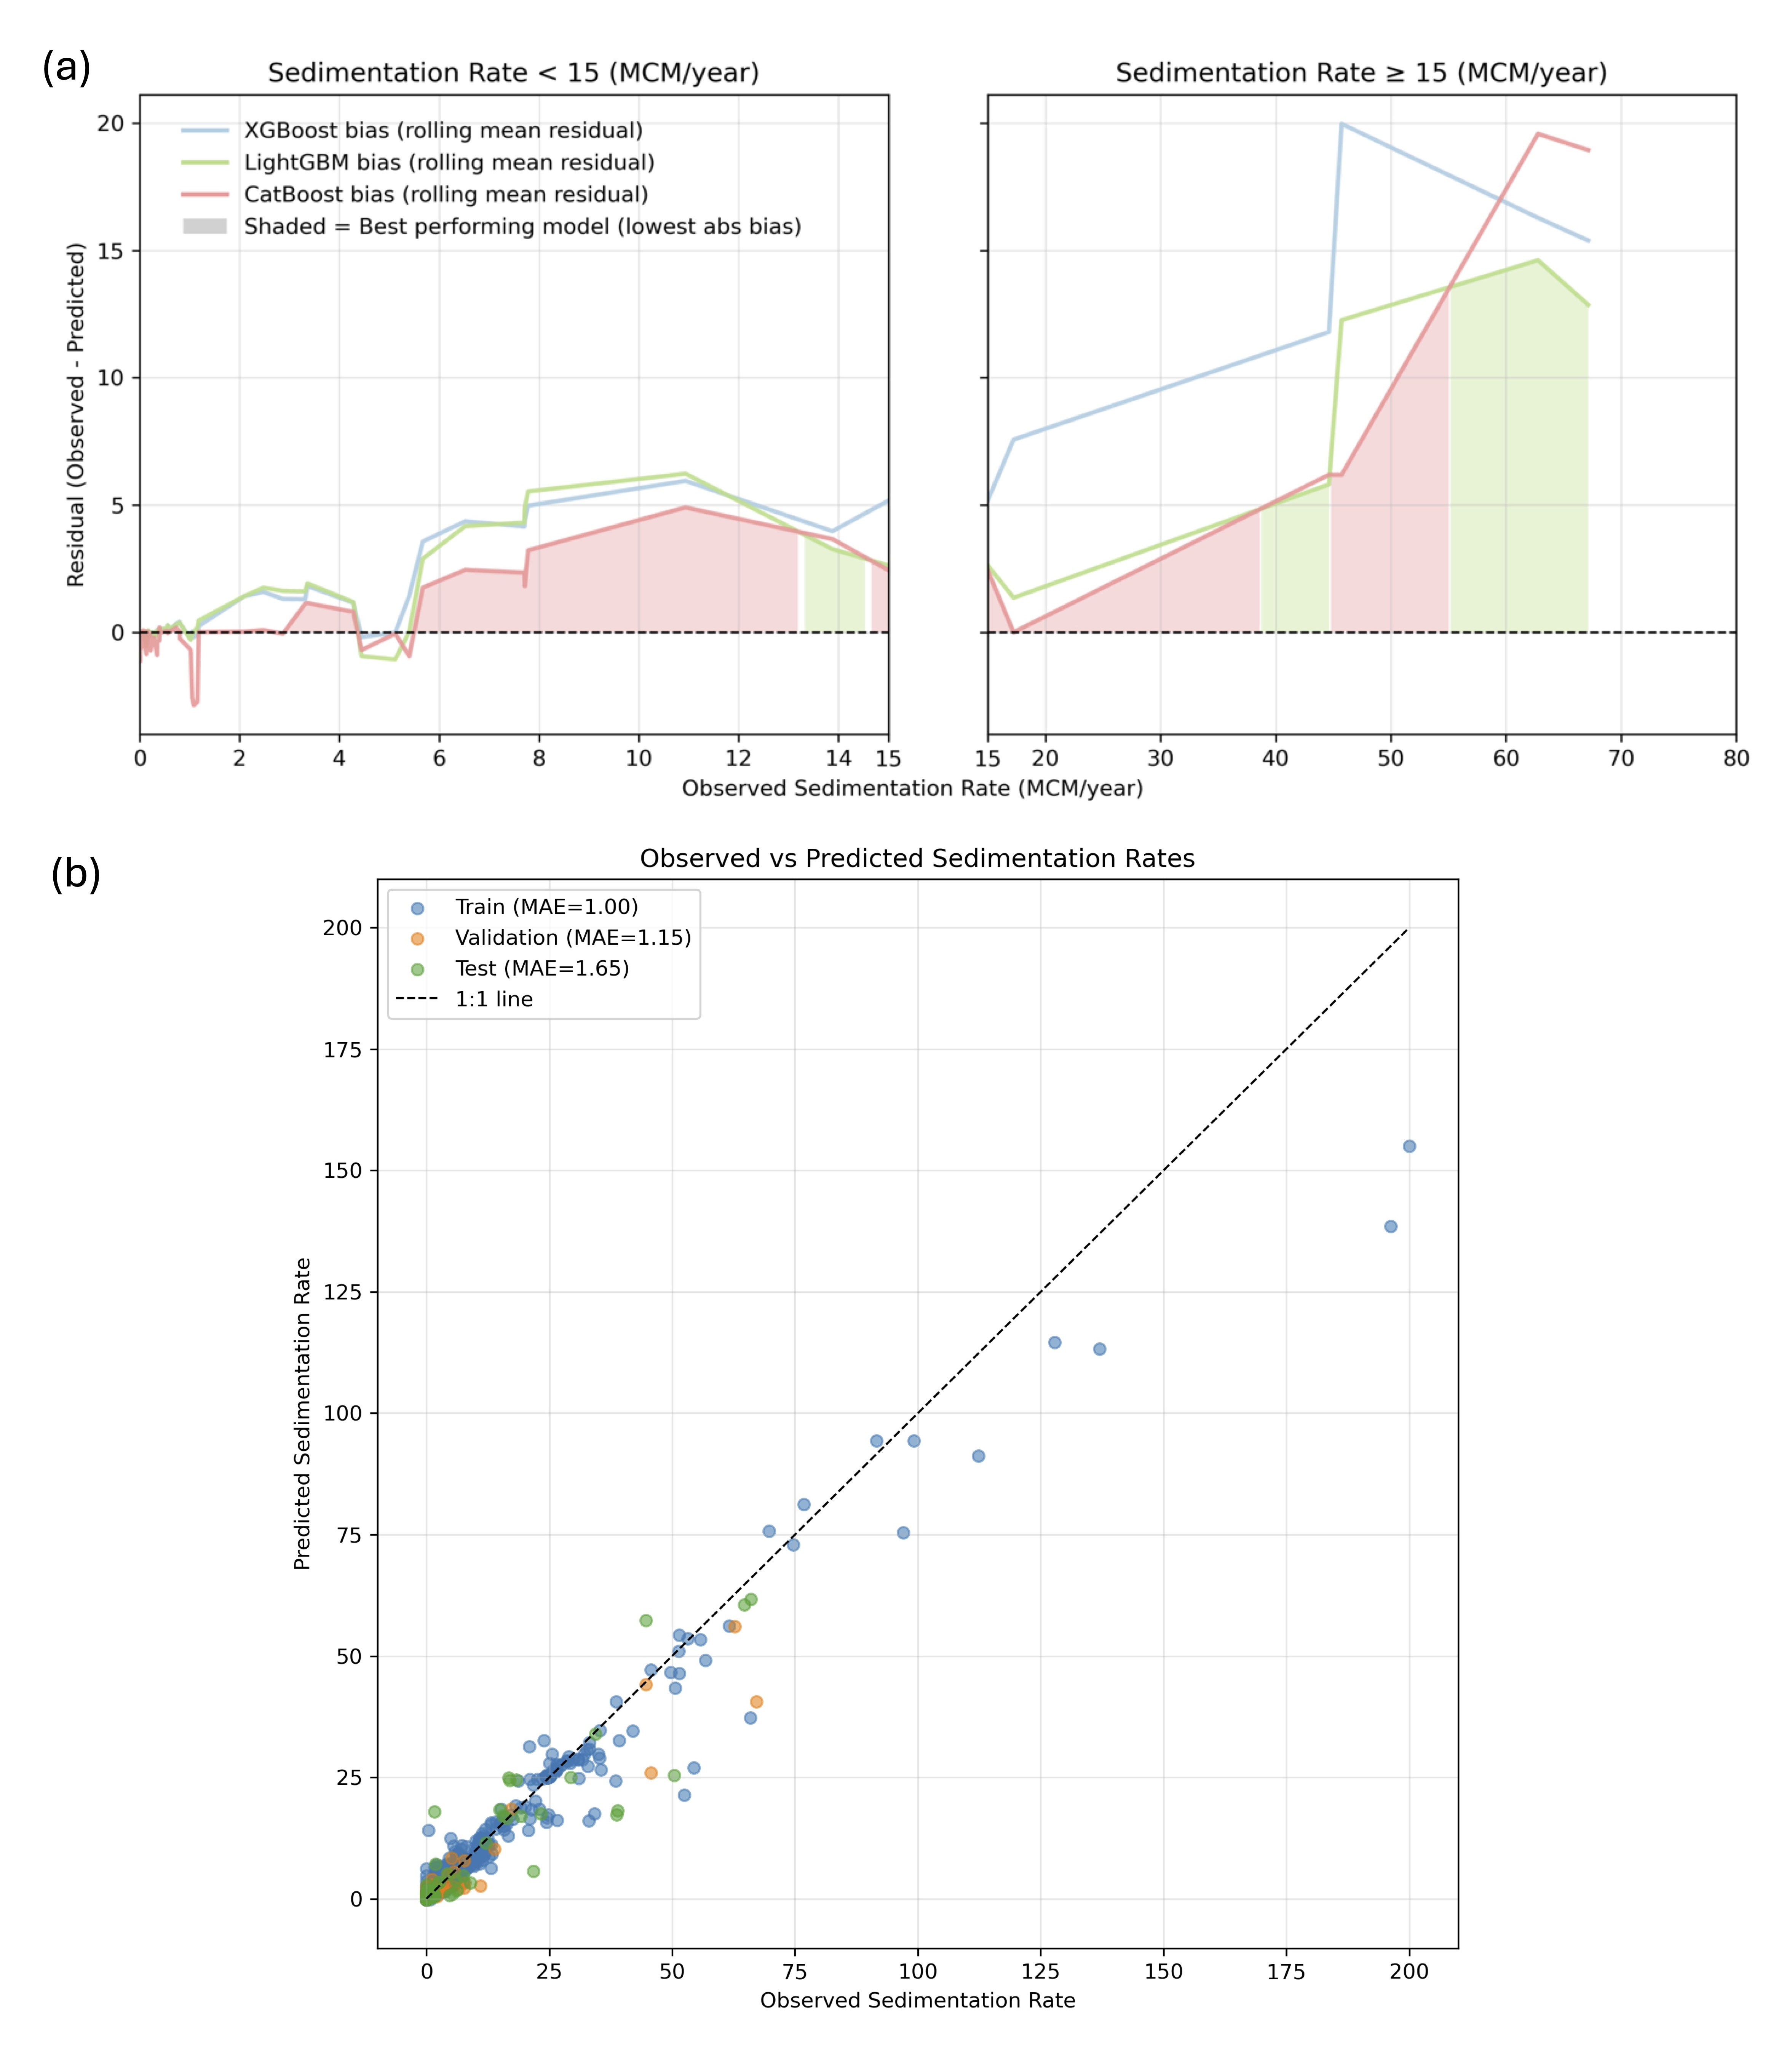 (a)
Sedimentation Rate < 15 (MCM/year)
Sedimentation Rate ≥ 15 (MCM/year)
XGBoost bias (rolling mean residual)
LightGBM bias (rolling mean residual)
CatBoost bias (rolling mean residual)
Shaded = Best performing model (lowest abs bias)
Residual (Observed - Predicted)
20
15
10
5
0
0 2 4 6 8 10 12 14 15
15 20 30 40 50 60 70 80
Observed Sedimentation Rate (MCM/year)
(b)
Observed vs Predicted Sedimentation Rates
Train (MAE=1.00)
Validation (MAE=1.15)
Test (MAE=1.65)
1:1 line
Predicted Sedimentation Rate
200
175
150
125
100
75
50
25
0
0 25 50 75 100 125 150 175 200
Observed Sedimentation Rate